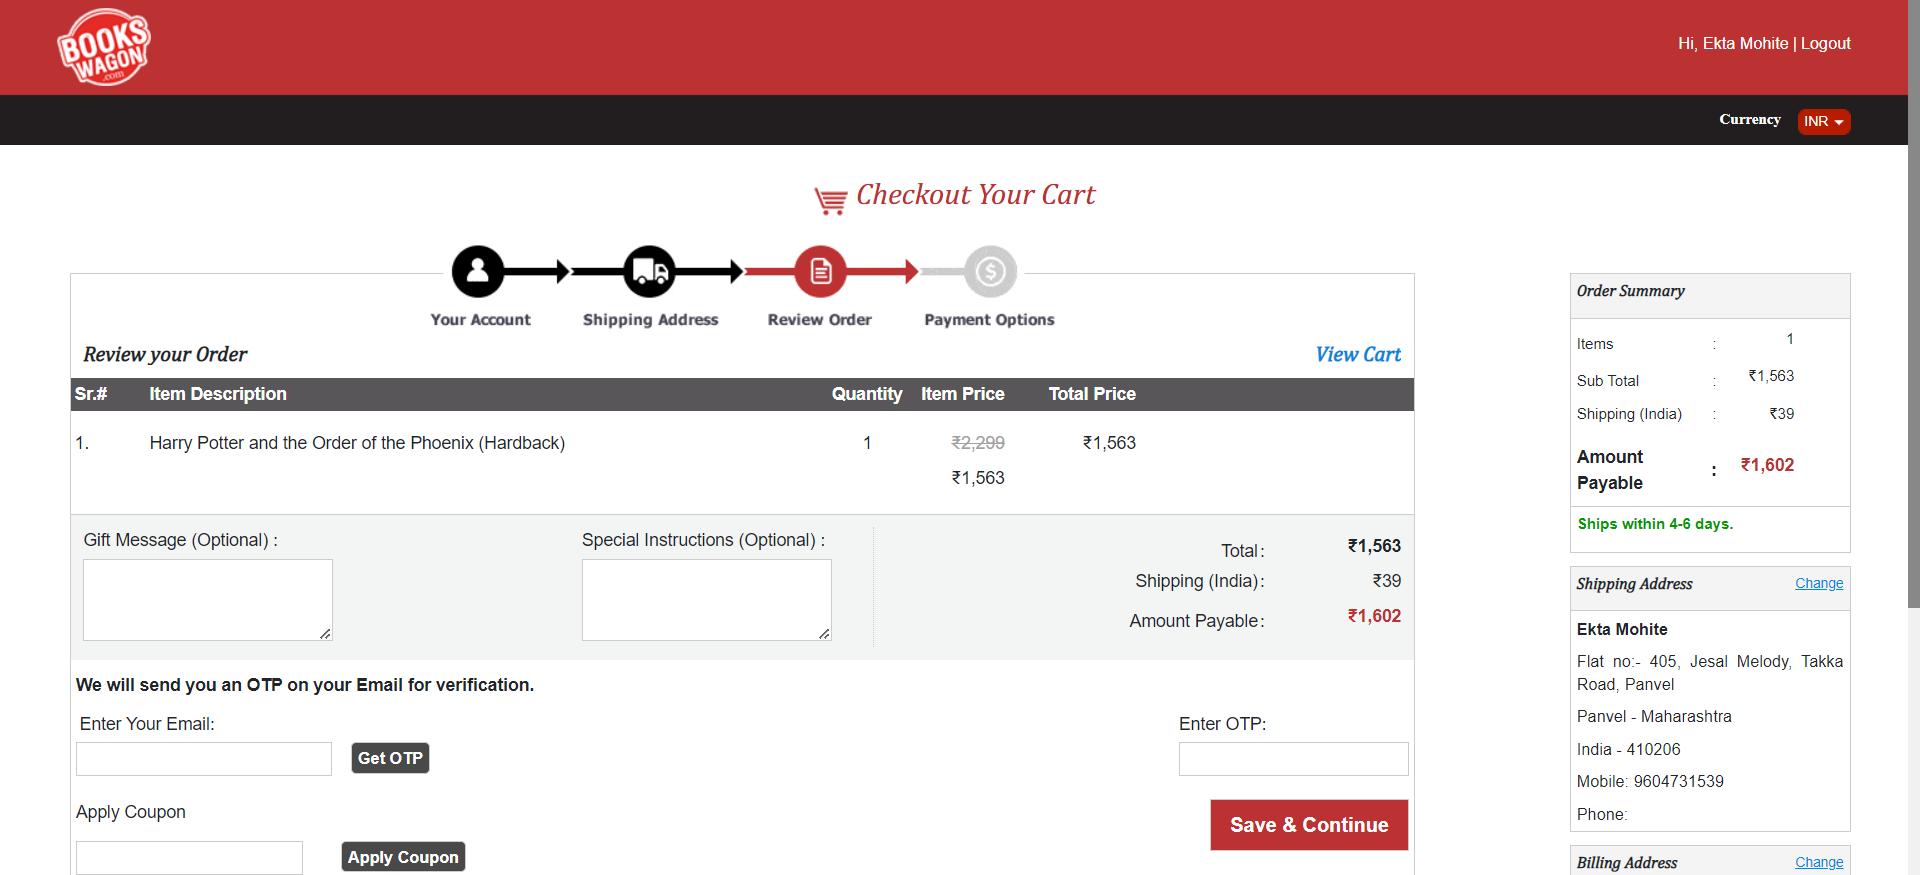 BOOKS
WAGON
.com
Hi, Ekta Mohite | Logout
Currency INR
Checkout Your Cart
Your Account Shipping Address Review Order Payment Options
Review your Order View Cart
Sr.# Item Description Quantity Item Price Total Price
1. Harry Potter and the Order of the Phoenix (Hardback) 1 ₹2,299 ₹1,563
₹1,563
Gift Message (Optional) : Special Instructions (Optional) :
Total: ₹1,563
Shipping (India): ₹39
Amount Payable: ₹1,602
We will send you an OTP on your Email for verification.
Enter Your Email: Enter OTP:
Get OTP
Apply Coupon
Save & Continue
Apply Coupon
Order Summary
Items : 1
Sub Total : ₹1,563
Shipping (India) : ₹39
Amount
Payable : ₹1,602
Ships within 4-6 days.
Shipping Address Change
Ekta Mohite
Flat no:- 405, Jesal Melody, Takka
Road, Panvel
Panvel - Maharashtra
India - 410206
Mobile: 9604731539
Phone:
Billing Address Change